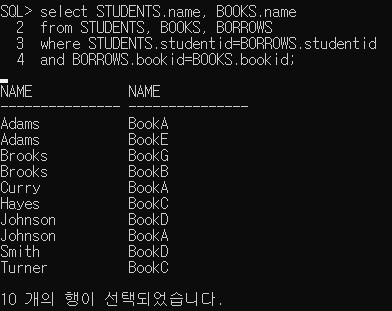 SQL> select STUDENTS.name, BOOKS.name
  2  from STUDENTS, BOOKS, BORROWS
  3  where STUDENTS.studentid=BORROWS.studentid
  4  and BORROWS.bookid=BOOKS.bookid;
NAME            NAME
--------------- ---------------
Adams           BookA
Adams           BookE
Brooks          BookG
Brooks          BookB
Curry           BookA
Hayes           BookC
Johnson         BookD
Johnson         BookA
Smith           BookD
Turner          BookC
10 개의 행이 선택되었습니다.